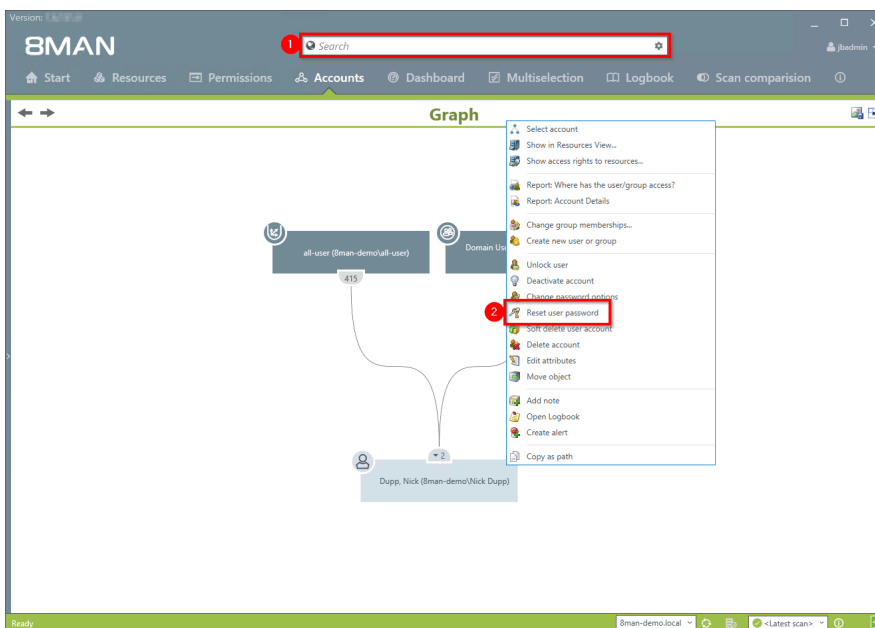 Version:
8MAN
1
Search
jbadmin
Start
Resources
Permissions
Accounts
Dashboard
Multiselection
Logbook
Scan comparision
Graph
Select account
Show in Resources View...
Show access rights to resources...
Report: Where has the user/group access?
Report: Account Details
Change group memberships...
Create new user or group
Unlock user
Deactivate account
Change password options
2
Reset user password
Soft delete user account
Delete account
Edit attributes
Move object
Add note
Open Logbook
Create alert
Copy as path
all-user (8man-demo\all-user)
415
Domain Us
2
Dupp, Nick (8man-demo\Nick Dupp)
Ready
8man-demo.local
<Latest scan>